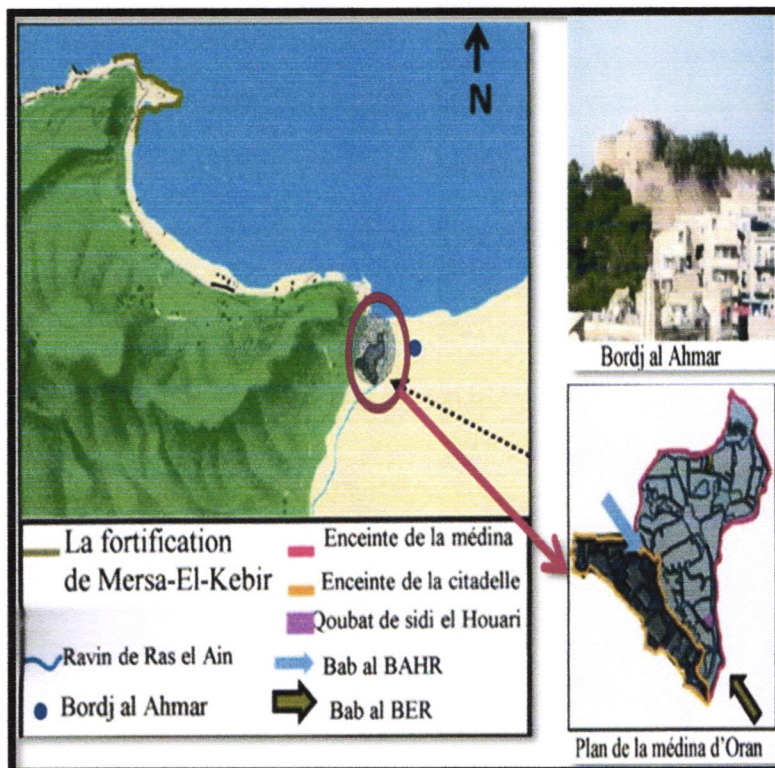 N
Bordj al Ahmar
La fortification
de Mersa-El-Kebir
Ravin de Ras el Ain
Bordj al Ahmar
Enceinte de la médina
Enceinte de la citadelle
Qoubat de sidi el Houari
Bab al BAHR
Bab al BER
Plan de la médina d'Oran